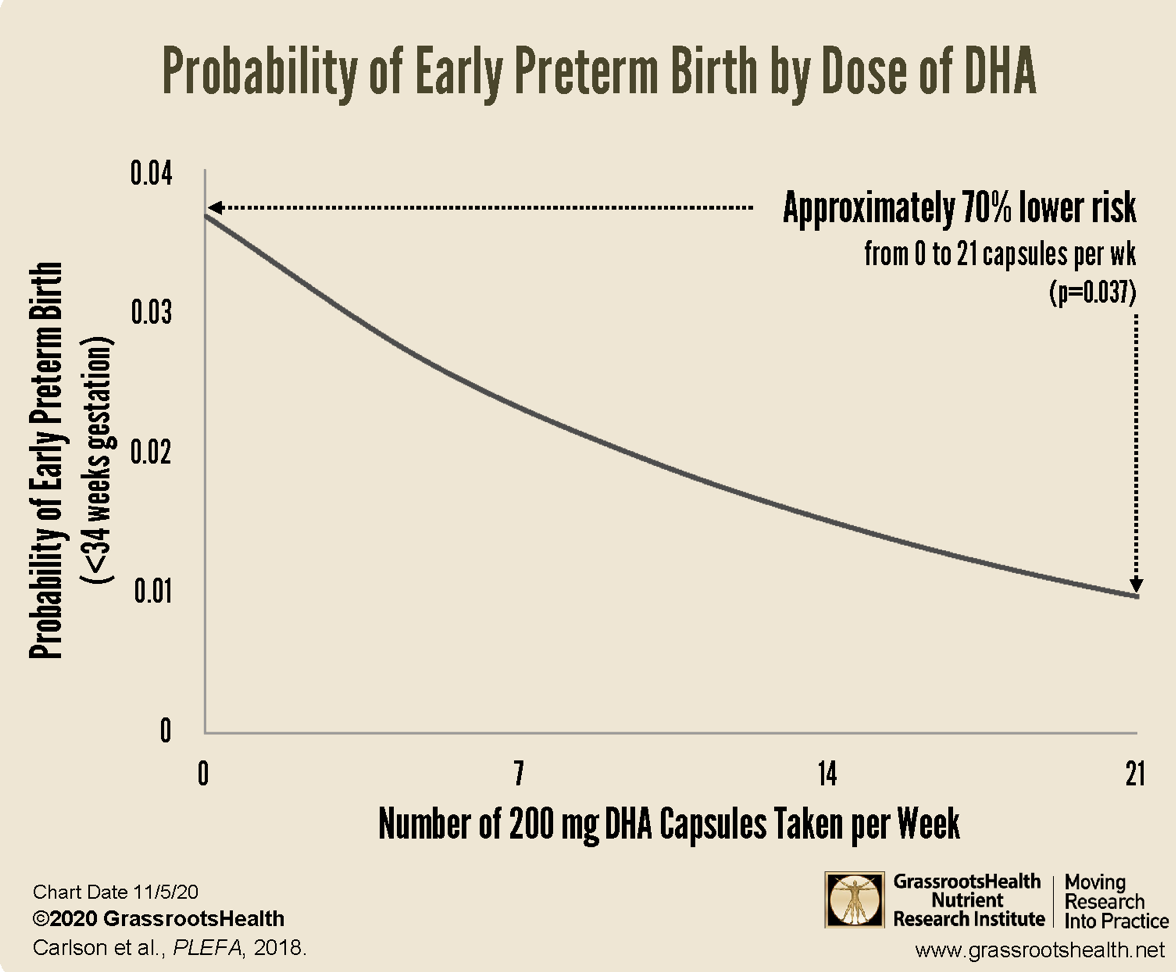 Probability of Early Preterm Birth by Dose of DHA
0.04
0.03
0.02
0.01
0
Probability of Early Preterm Birth
(<34 weeks gestation)
Approximately 70% lower risk
from 0 to 21 capsules per wk
(p=0.037)
0 7 14 21
Number of 200 mg DHA Capsules Taken per Week
Chart Date 11/5/20
©2020 GrassrootsHealth
Carlson et al., PLEFA, 2018.
GrassrootsHealth
Nutrient
Research Institute
Moving
Research
Into Practice
www.grassrootshealth.net